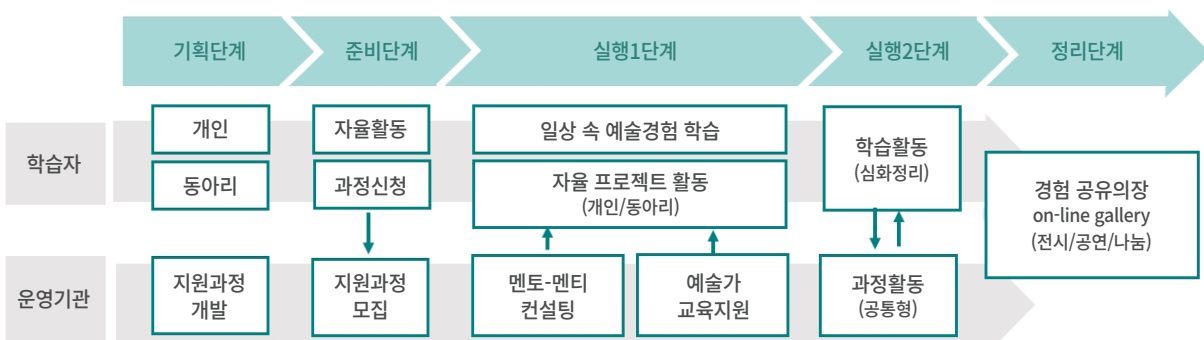 기획단계
준비단계
실행1단계
실행2단계
정리단계
학습자
개인
동아리
자율활동
과정신청
일상 속 예술경험 학습
자율 프로젝트 활동
(개인/동아리)
학습활동
(심화정리)
경험 공유의장
on-line gallery
(전시/공연/나눔)
운영기관
지원과정
개발
지원과정
모집
멘토-멘티
컨설팅
예술가
교육지원
과정활동
(공통형)